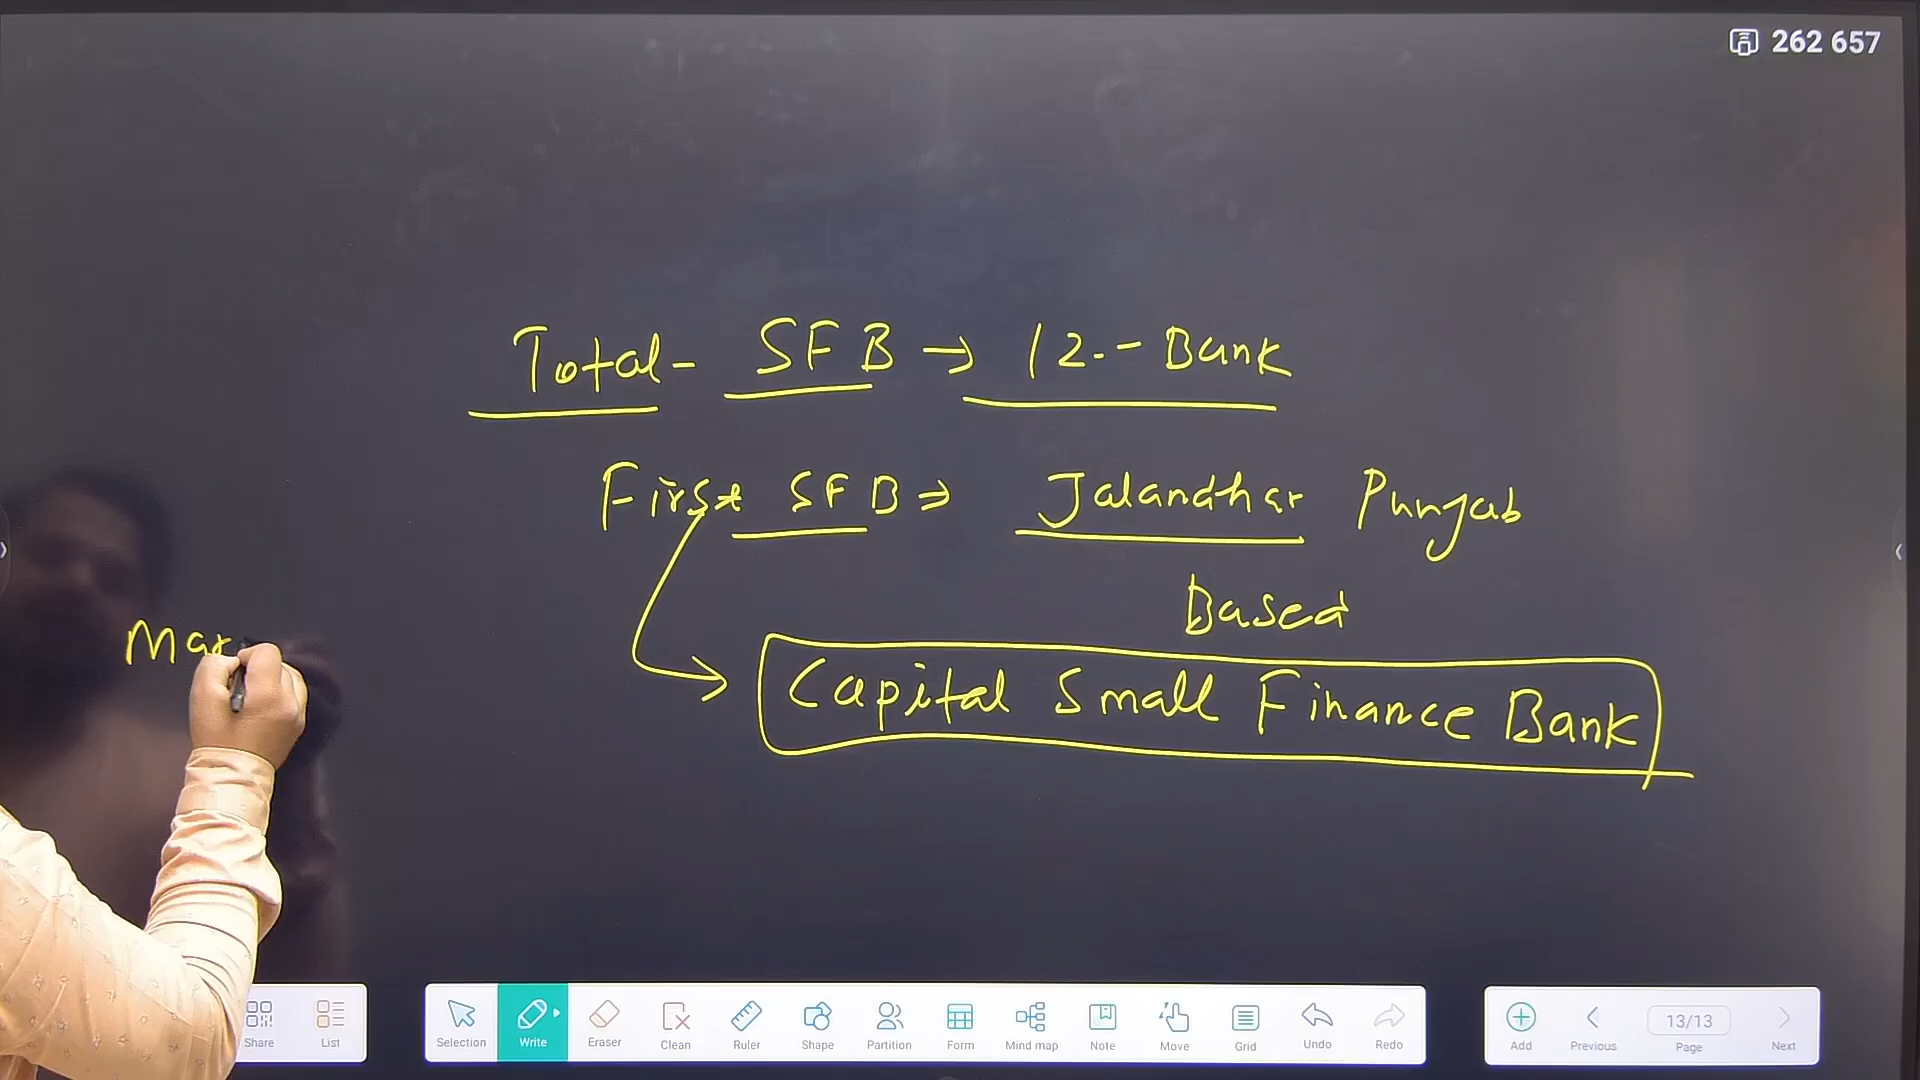 262 657
Total- SFB → 12.- Bank
First SFB ⇒ Jalandhar Punjab
Based
Capital Small Finance Bank
Mar
Share List Selection Write Eraser Clean Ruler Shape Partition Form Mind map Note Move Grid Undo Redo Add Previous 13/13 Page Next